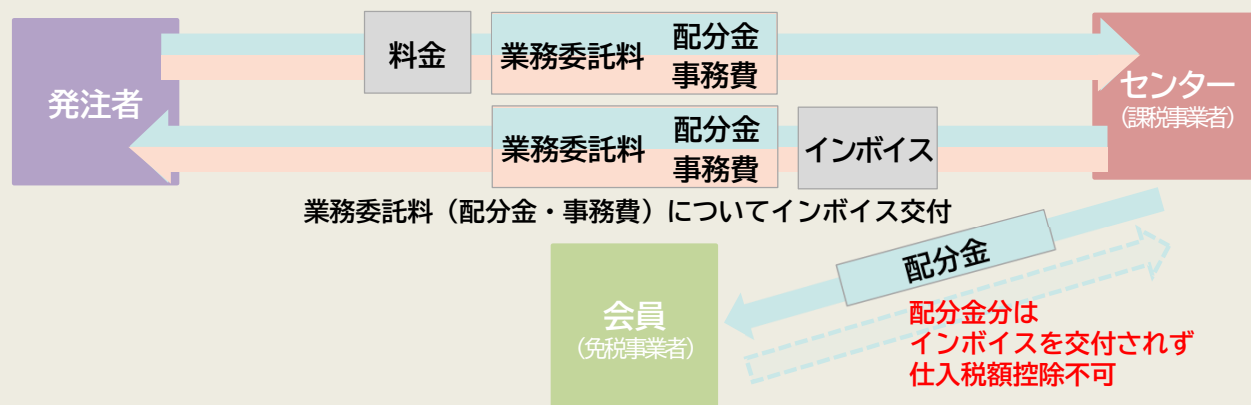 発注者
料金
業務委託料 配分金
事務費
センター
(課税事業者)
業務委託料 配分金
事務費
インボイス
業務委託料（配分金・事務費）についてインボイス交付
会員
(免税事業者)
配分金
配分金分は
インボイスを交付されず
仕入税額控除不可